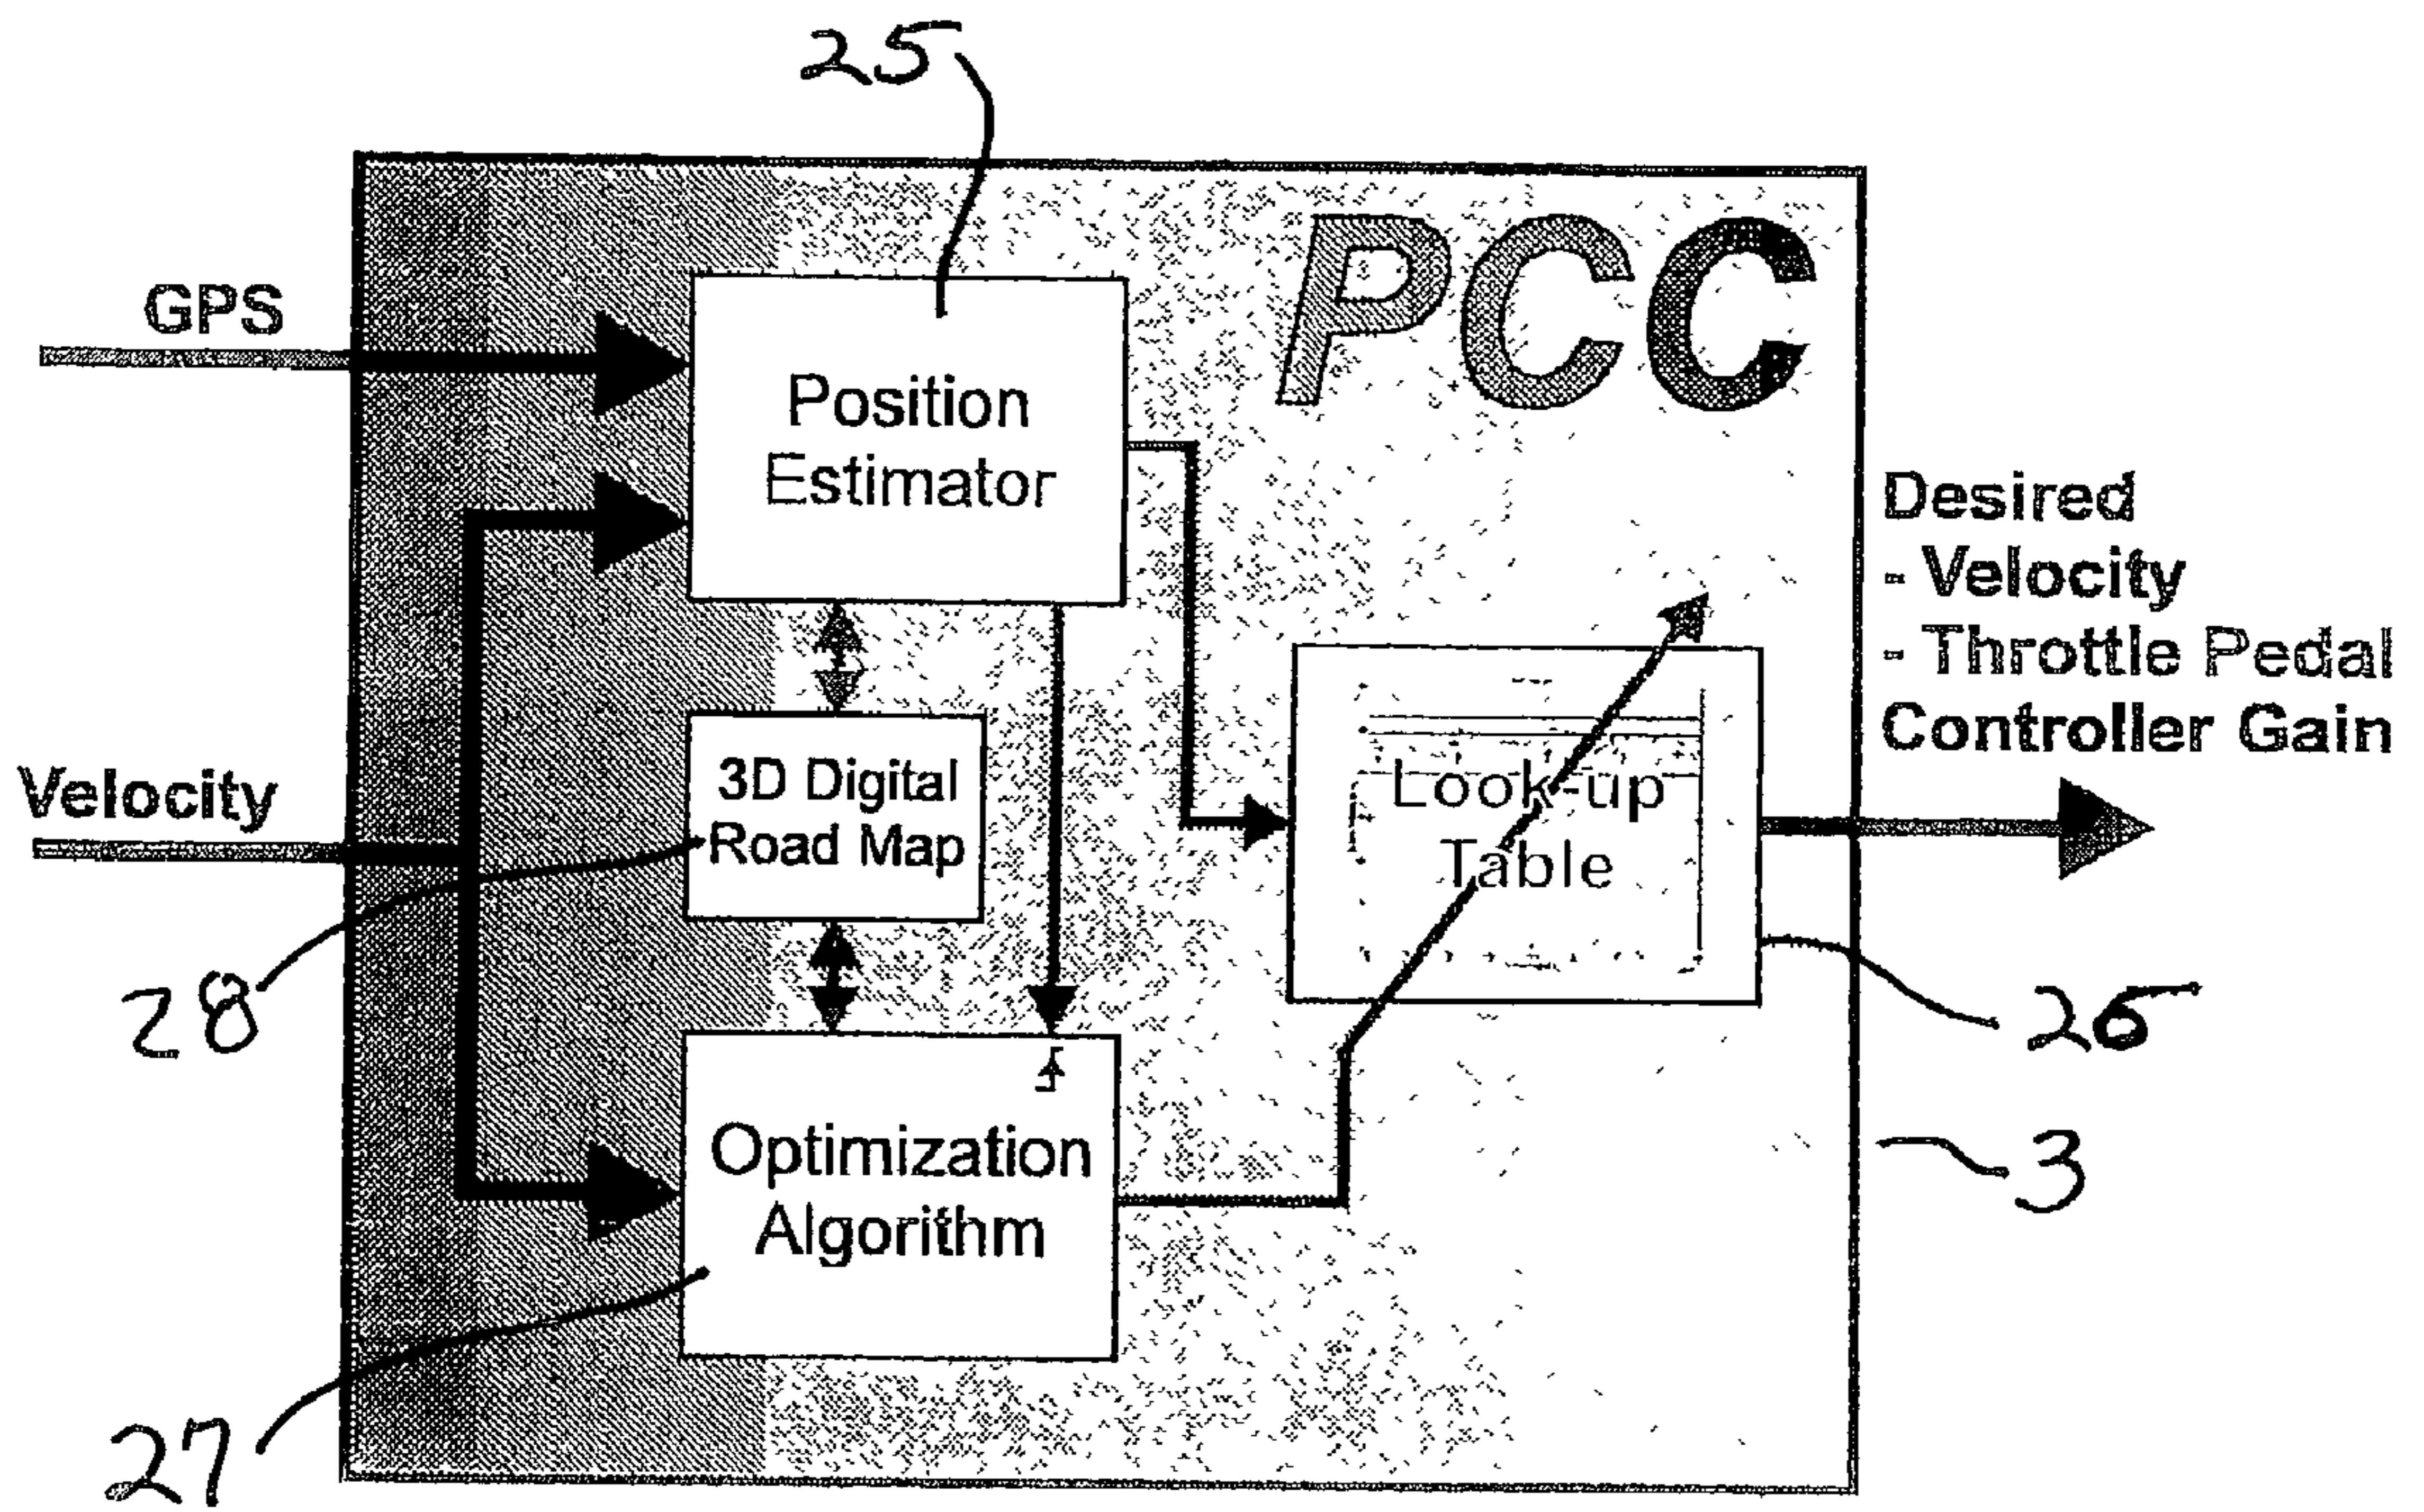 25
PCC
GPS
Position
Estimator
Desired
- Velocity
- Throttle Pedal
Controller Gain
Velocity
3D Digital
Road Map
Look-up
Table
28
26
Optimization
Algorithm
3
27